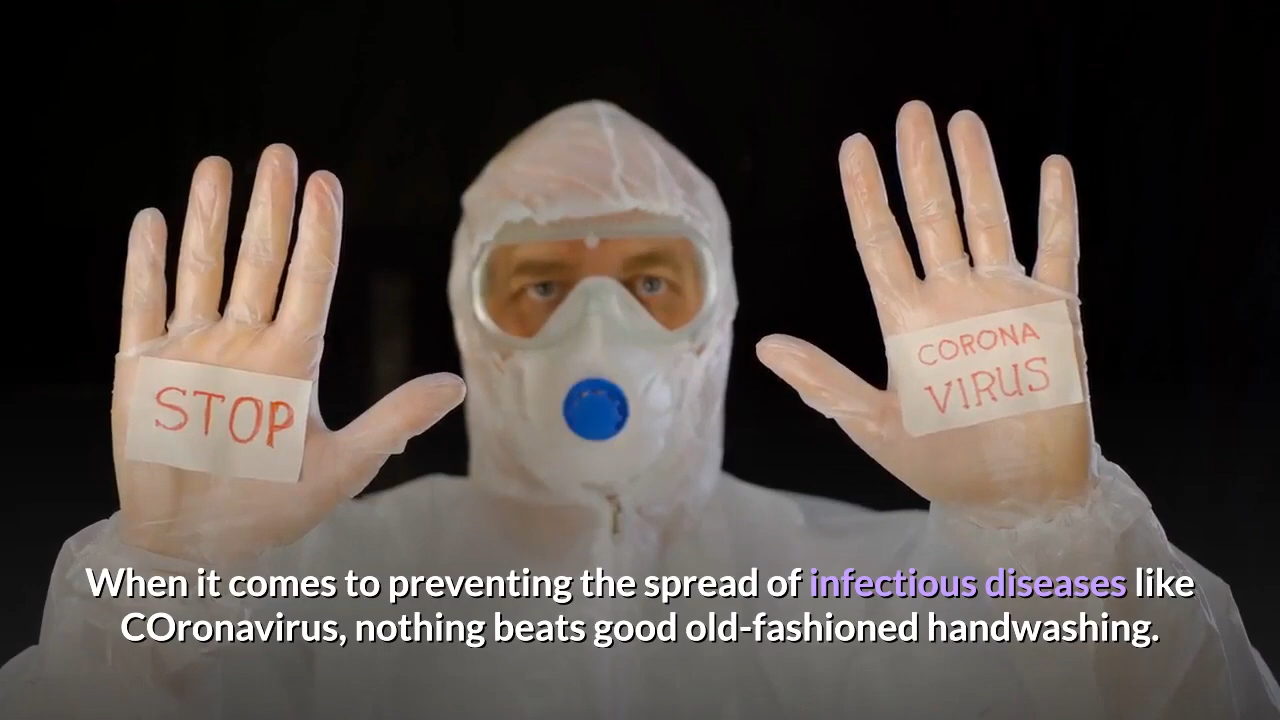 STOP
CORONA
VIRUS
When it comes to preventing the spread of infectious diseases like
COronavirus, nothing beats good old-fashioned handwashing.